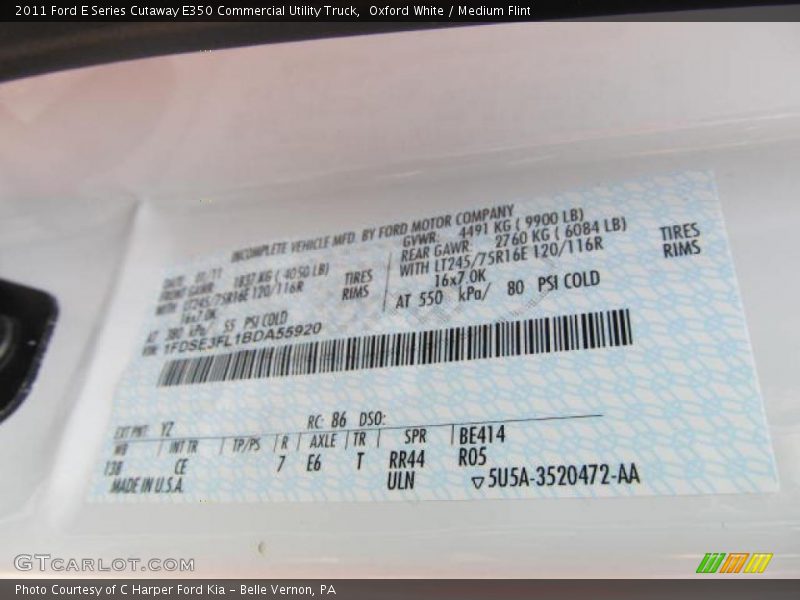 2011 Ford E Series Cutaway E350 Commercial Utility Truck,  Oxford White / Medium Flint
INCOMPLETE VEHICLE MFD. BY FORD MOTOR COMPANY
DATE: 01/11 GVWR: 4491 KG ( 9900 LB)
FRONT GAWR: 1837 KG ( 4050 LB) REAR GAWR: 2760 KG ( 6084 LB)
WITH LT245/75R16E 120/116R TIRES WITH LT245/75R16E 120/116R TIRES
16x7.0K RIMS 16x7.0K RIMS
AT 380 kPa/ 55 PSI COLD AT 550 kPa/ 80 PSI COLD
VIN: 1FDSE3FL1BDA55920
EXT PNT: YZ RC: 86 DSO:
WB INT TR TP/PS R AXLE TR SPR BE414
138 CE 7 E6 T RR44 R05
MADE IN U.S.A. ULN ▽5U5A-3520472-AA
GTCARLOT.COM
Photo Courtesy of C Harper Ford Kia – Belle Vernon, PA